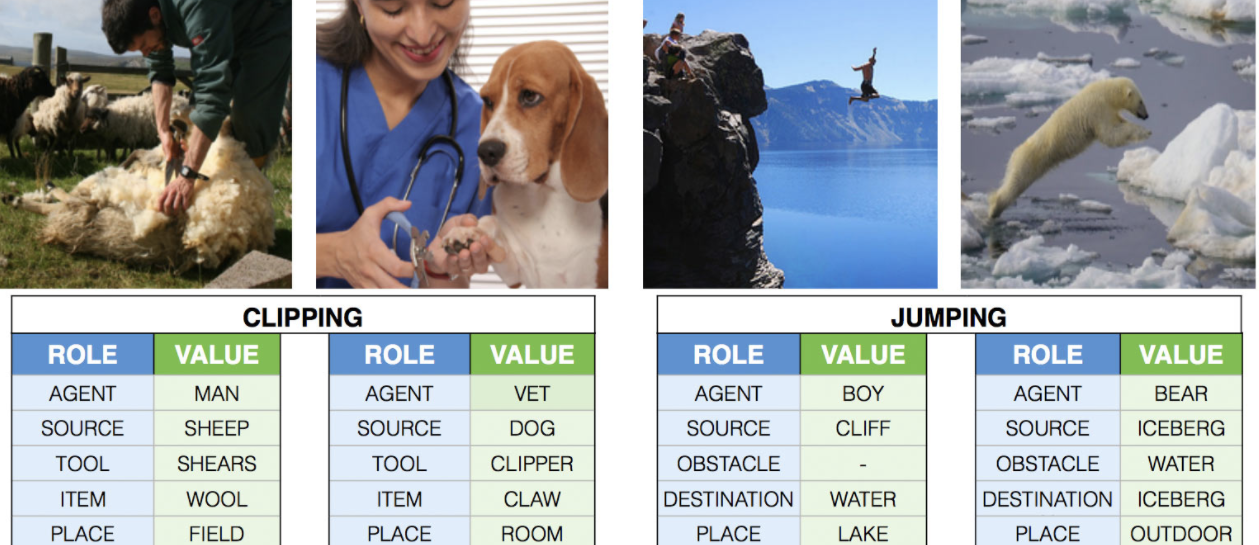 CLIPPING
JUMPING
ROLE VALUE ROLE VALUE ROLE VALUE ROLE VALUE
AGENT MAN AGENT VET AGENT BOY AGENT BEAR
SOURCE SHEEP SOURCE DOG SOURCE CLIFF SOURCE ICEBERG
TOOL SHEARS TOOL CLIPPER OBSTACLE - OBSTACLE WATER
ITEM WOOL ITEM CLAW DESTINATION WATER DESTINATION ICEBERG
PLACE FIELD PLACE ROOM PLACE LAKE PLACE OUTDOOR